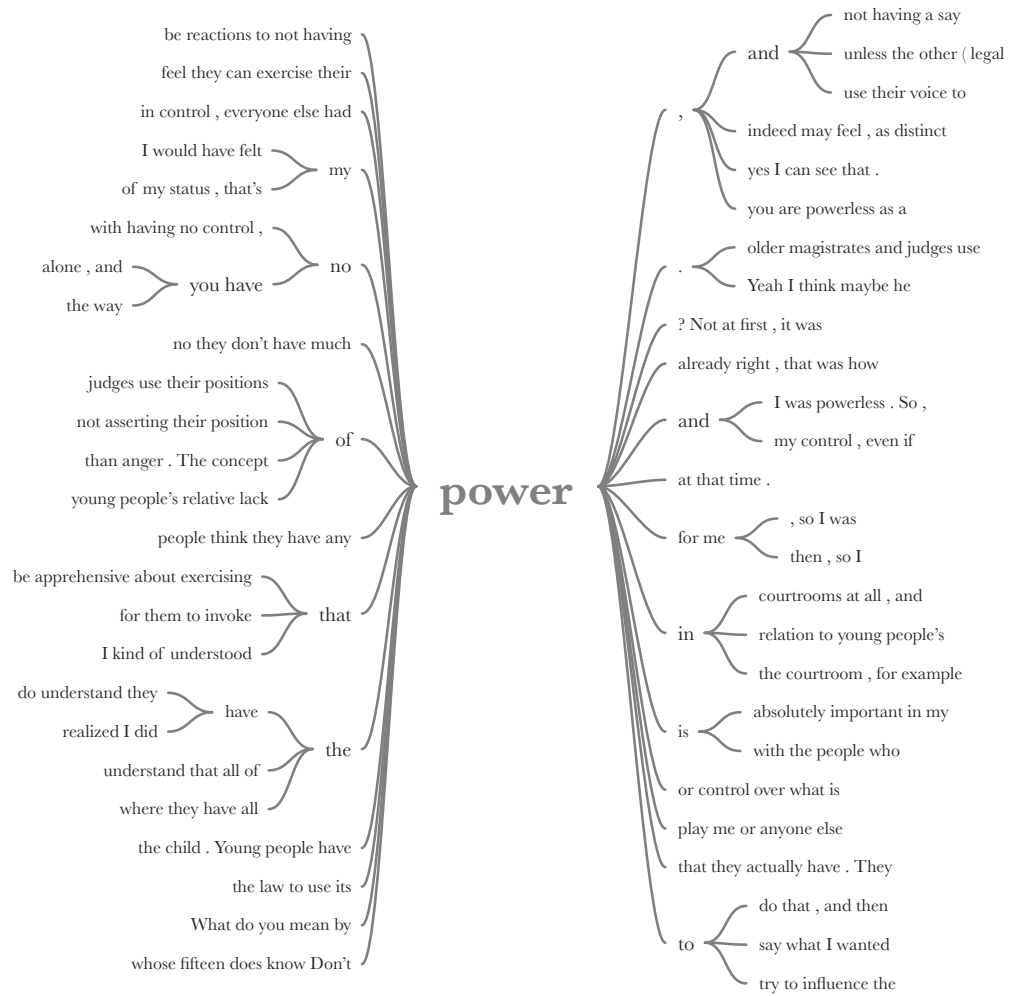 be reactions to not having
feel they can exercise their
in control , everyone else had
I would have felt
of my status , that's
my
with having no control ,
alone , and
the way
you have
no
no they don't have much
judges use their positions
not asserting their position
than anger . The concept
young people's relative lack
of
people think they have any
be apprehensive about exercising
for them to invoke
I kind of understood
that
do understand they
realized I did
have
understand that all of
where they have all
the
the child . Young people have
the law to use its
What do you mean by
whose fifteen does know Don't
power
,
and
not having a say
unless the other ( legal
use their voice to
indeed may feel , as distinct
yes I can see that .
you are powerless as a
.
older magistrates and judges use
Yeah I think maybe he
? Not at first , it was
already right , that was how
and
I was powerless . So ,
my control , even if
at that time .
for me
, so I was
then , so I
in
courtrooms at all , and
relation to young people's
the courtroom , for example
is
absolutely important in my
with the people who
or control over what is
play me or anyone else
that they actually have . They
to
do that , and then
say what I wanted
try to influence the